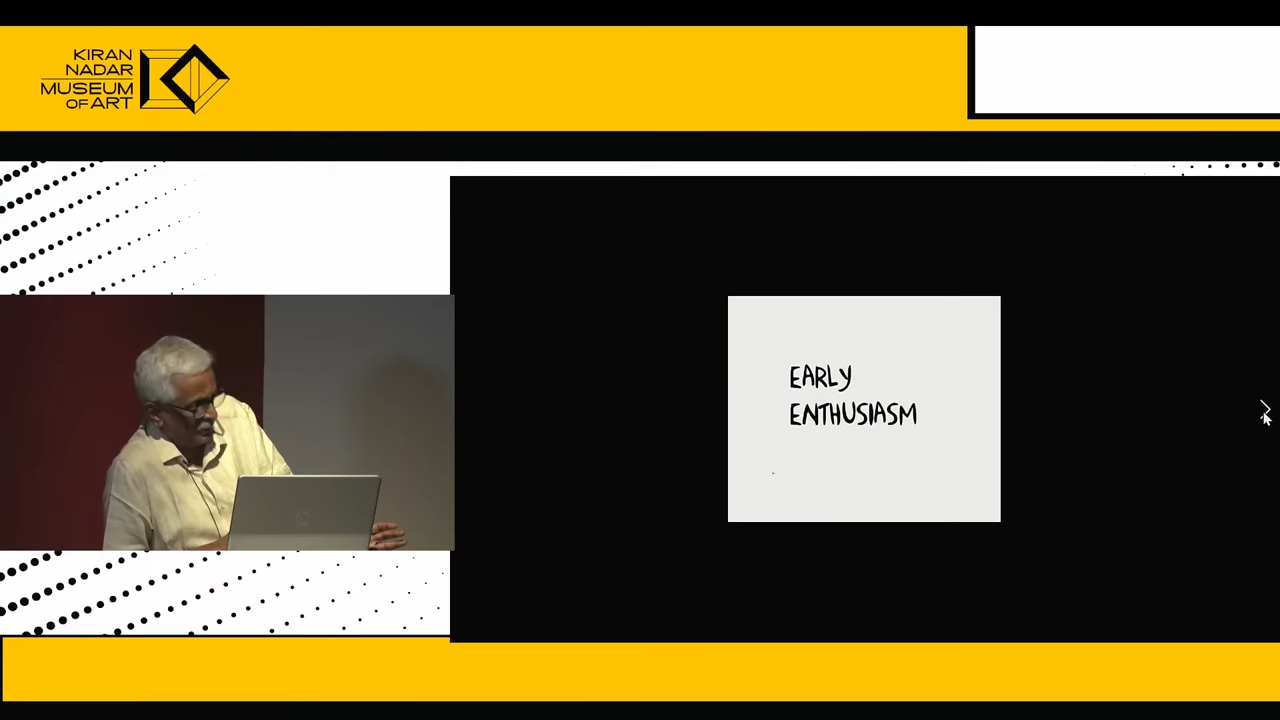 KIRAN
NADAR
MUSEUM
OF ART
EARLY
ENTHUSIASM